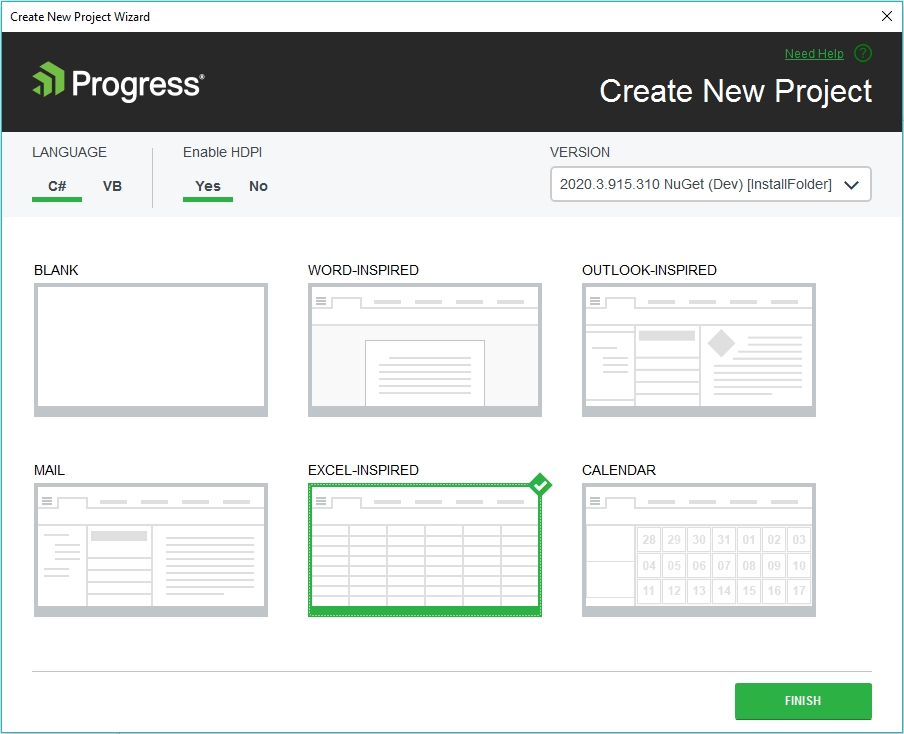 Create New Project Wizard
Need Help ?
Progress®
Create New Project
LANGUAGE
Enable HDPI
VERSION
C# VB
Yes No
2020.3.915.310 NuGet (Dev) [InstallFolder]
BLANK
WORD-INSPIRED
OUTLOOK-INSPIRED
MAIL
EXCEL-INSPIRED
CALENDAR
28 29 30 31 01 02 03
04 05 06 07 08 09 10
11 12 13 14 15 16 17
FINISH